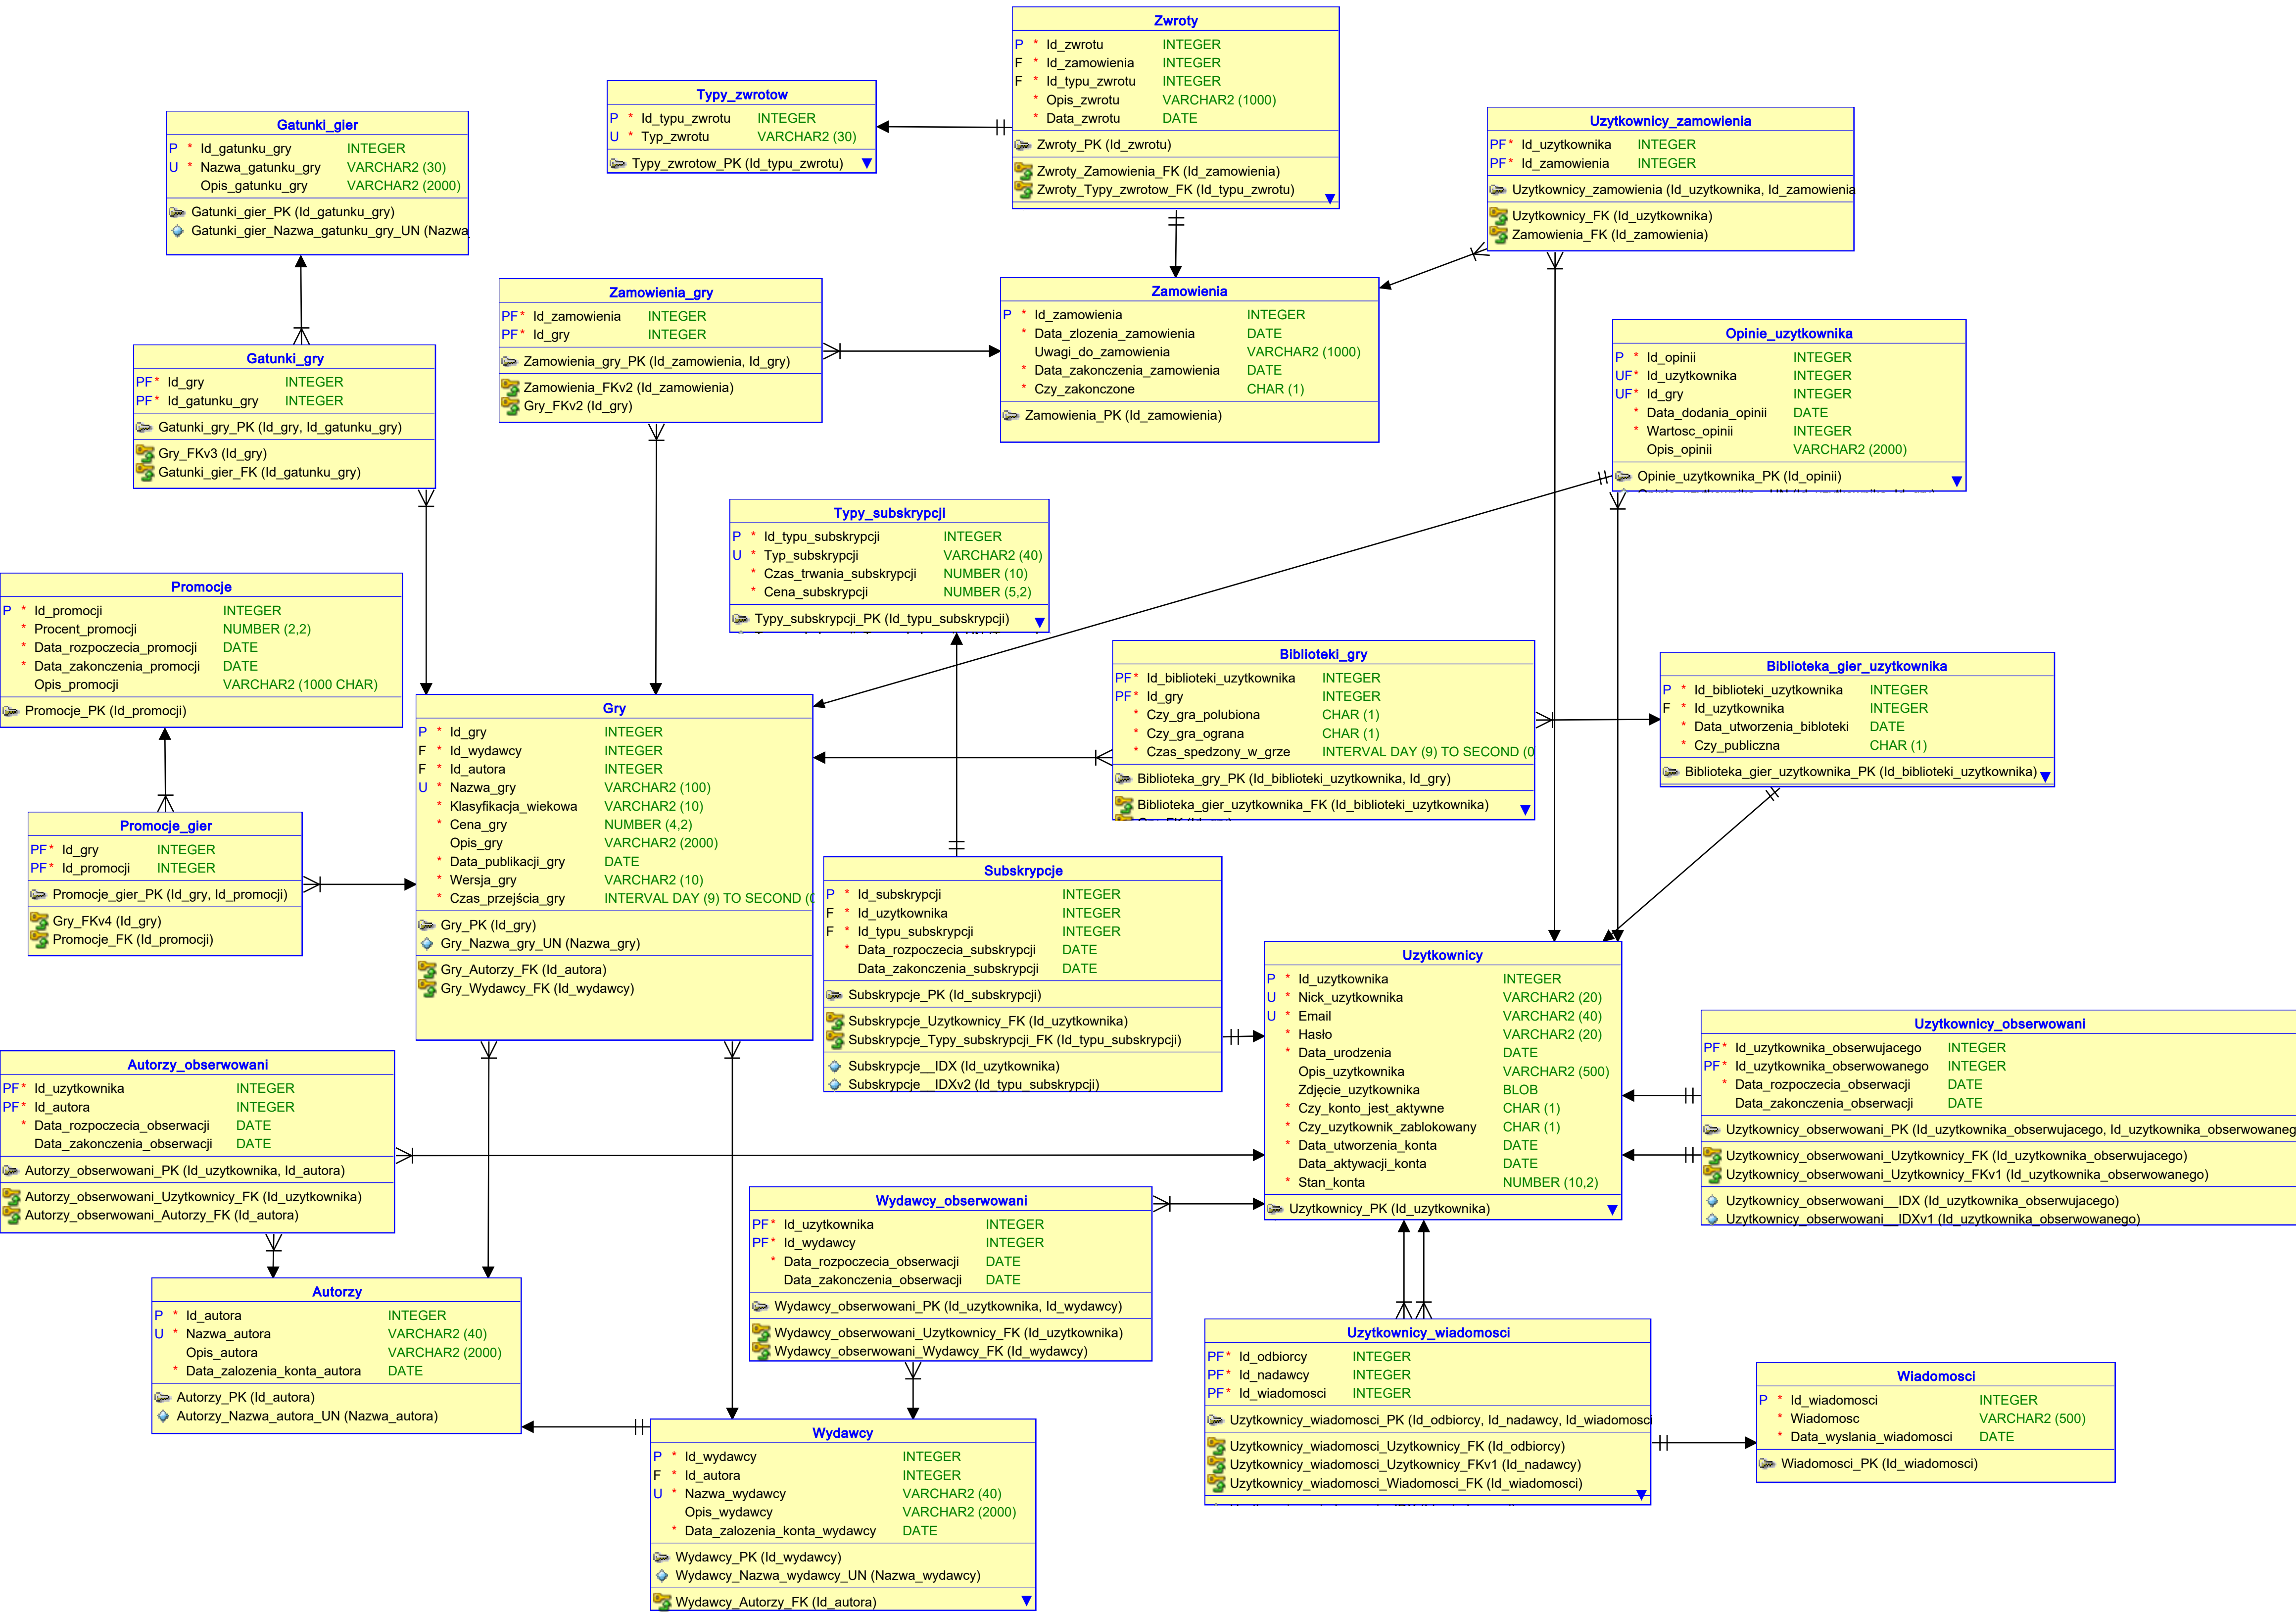 Zwroty
P * Id_zwrotu INTEGER
F * Id_zamowienia INTEGER
F * Id_typu_zwrotu INTEGER
* Opis_zwrotu VARCHAR2 (1000)
* Data_zwrotu DATE
Zwroty_PK (Id_zwrotu)
Zwroty_Zamowienia_FK (Id_zamowienia)
Zwroty_Typy_zwrotow_FK (Id_typu_zwrotu)
Typy_zwrotow
P * Id_typu_zwrotu INTEGER
U * Typ_zwrotu VARCHAR2 (30)
Typy_zwrotow_PK (Id_typu_zwrotu)
Gatunki_gier
P * Id_gatunku_gry INTEGER
U * Nazwa_gatunku_gry VARCHAR2 (30)
Opis_gatunku_gry VARCHAR2 (2000)
Gatunki_gier_PK (Id_gatunku_gry)
Gatunki_gier_Nazwa_gatunku_gry_UN (Nazwa
Uzytkownicy_zamowienia
PF* Id_uzytkownika INTEGER
PF* Id_zamowienia INTEGER
Uzytkownicy_zamowienia (Id_uzytkownika, Id_zamowienia
Uzytkownicy_FK (Id_uzytkownika)
Zamowienia_FK (Id_zamowienia)
Zamowienia_gry
PF* Id_zamowienia INTEGER
PF* Id_gry INTEGER
Zamowienia_gry_PK (Id_zamowienia, Id_gry)
Zamowienia_FKv2 (Id_zamowienia)
Gry_FKv2 (Id_gry)
Zamowienia
P * Id_zamowienia INTEGER
* Data_zlozenia_zamowienia DATE
Uwagi_do_zamowienia VARCHAR2 (1000)
* Data_zakonczenia_zamowienia DATE
* Czy_zakonczone CHAR (1)
Zamowienia_PK (Id_zamowienia)
Opinie_uzytkownika
P * Id_opinii INTEGER
UF* Id_uzytkownika INTEGER
UF* Id_gry INTEGER
* Data_dodania_opinii DATE
* Wartosc_opinii INTEGER
Opis_opinii VARCHAR2 (2000)
Opinie_uzytkownika_PK (Id_opinii)
Gatunki_gry
PF* Id_gry INTEGER
PF* Id_gatunku_gry INTEGER
Gatunki_gry_PK (Id_gry, Id_gatunku_gry)
Gry_FKv3 (Id_gry)
Gatunki_gier_FK (Id_gatunku_gry)
Typy_subskrypcji
P * Id_typu_subskrypcji INTEGER
U * Typ_subskrypcji VARCHAR2 (40)
* Czas_trwania_subskrypcji NUMBER (10)
* Cena_subskrypcji NUMBER (5,2)
Typy_subskrypcji_PK (Id_typu_subskrypcji)
Promocje
P * Id_promocji INTEGER
* Procent_promocji NUMBER (2,2)
* Data_rozpoczecia_promocji DATE
* Data_zakonczenia_promocji DATE
Opis_promocji VARCHAR2 (1000 CHAR)
Promocje_PK (Id_promocji)
Biblioteki_gry
PF* Id_biblioteki_uzytkownika INTEGER
PF* Id_gry INTEGER
* Czy_gra_polubiona CHAR (1)
* Czy_gra_ograna CHAR (1)
* Czas_spedzony_w_grze INTERVAL DAY (9) TO SECOND (0
Biblioteka_gry_PK (Id_biblioteki_uzytkownika, Id_gry)
Biblioteka_gier_uzytkownika_FK (Id_biblioteki_uzytkownika)
Biblioteka_gier_uzytkownika
P * Id_biblioteki_uzytkownika INTEGER
F * Id_uzytkownika INTEGER
* Data_utworzenia_bibloteki DATE
* Czy_publiczna CHAR (1)
Biblioteka_gier_uzytkownika_PK (Id_biblioteki_uzytkownika)
Gry
P * Id_gry INTEGER
F * Id_wydawcy INTEGER
F * Id_autora INTEGER
U * Nazwa_gry VARCHAR2 (100)
* Klasyfikacja_wiekowa VARCHAR2 (10)
* Cena_gry NUMBER (4,2)
Opis_gry VARCHAR2 (2000)
* Data_publikacji_gry DATE
* Wersja_gry VARCHAR2 (10)
* Czas_przejścia_gry INTERVAL DAY (9) TO SECOND (0
Gry_PK (Id_gry)
Gry_Nazwa_gry_UN (Nazwa_gry)
Gry_Autorzy_FK (Id_autora)
Gry_Wydawcy_FK (Id_wydawcy)
Promocje_gier
PF* Id_gry INTEGER
PF* Id_promocji INTEGER
Promocje_gier_PK (Id_gry, Id_promocji)
Gry_FKv4 (Id_gry)
Promocje_FK (Id_promocji)
Subskrypcje
P * Id_subskrypcji INTEGER
F * Id_uzytkownika INTEGER
F * Id_typu_subskrypcji INTEGER
* Data_rozpoczecia_subskrypcji DATE
Data_zakonczenia_subskrypcji DATE
Subskrypcje_PK (Id_subskrypcji)
Subskrypcje_Uzytkownicy_FK (Id_uzytkownika)
Subskrypcje_Typy_subskrypcji_FK (Id_typu_subskrypcji)
Subskrypcje__IDX (Id_uzytkownika)
Subskrypcje__IDXv2 (Id_typu_subskrypcji)
Uzytkownicy
P * Id_uzytkownika INTEGER
U * Nick_uzytkownika VARCHAR2 (20)
U * Email VARCHAR2 (40)
* Hasło VARCHAR2 (20)
* Data_urodzenia DATE
Opis_uzytkownika VARCHAR2 (500)
Zdjęcie_uzytkownika BLOB
* Czy_konto_jest_aktywne CHAR (1)
* Czy_uzytkownik_zablokowany CHAR (1)
* Data_utworzenia_konta DATE
Data_aktywacji_konta DATE
* Stan_konta NUMBER (10,2)
Uzytkownicy_PK (Id_uzytkownika)
Uzytkownicy_obserwowani
PF* Id_uzytkownika_obserwujacego INTEGER
PF* Id_uzytkownika_obserwowanego INTEGER
* Data_rozpoczecia_obserwacji DATE
Data_zakonczenia_obserwacji DATE
Uzytkownicy_obserwowani_PK (Id_uzytkownika_obserwujacego, Id_uzytkownika_obserwowaneg
Uzytkownicy_obserwowani_Uzytkownicy_FK (Id_uzytkownika_obserwujacego)
Uzytkownicy_obserwowani_Uzytkownicy_FKv1 (Id_uzytkownika_obserwowanego)
Uzytkownicy_obserwowani__IDX (Id_uzytkownika_obserwujacego)
Uzytkownicy_obserwowani__IDXv1 (Id_uzytkownika_obserwowanego)
Autorzy_obserwowani
PF* Id_uzytkownika INTEGER
PF* Id_autora INTEGER
* Data_rozpoczecia_obserwacji DATE
Data_zakonczenia_obserwacji DATE
Autorzy_obserwowani_PK (Id_uzytkownika, Id_autora)
Autorzy_obserwowani_Uzytkownicy_FK (Id_uzytkownika)
Autorzy_obserwowani_Autorzy_FK (Id_autora)
Wydawcy_obserwowani
PF* Id_uzytkownika INTEGER
PF* Id_wydawcy INTEGER
* Data_rozpoczecia_obserwacji DATE
Data_zakonczenia_obserwacji DATE
Wydawcy_obserwowani_PK (Id_uzytkownika, Id_wydawcy)
Wydawcy_obserwowani_Uzytkownicy_FK (Id_uzytkownika)
Wydawcy_obserwowani_Wydawcy_FK (Id_wydawcy)
Autorzy
P * Id_autora INTEGER
U * Nazwa_autora VARCHAR2 (40)
Opis_autora VARCHAR2 (2000)
* Data_zalozenia_konta_autora DATE
Autorzy_PK (Id_autora)
Autorzy_Nazwa_autora_UN (Nazwa_autora)
Uzytkownicy_wiadomosci
PF* Id_odbiorcy INTEGER
PF* Id_nadawcy INTEGER
PF* Id_wiadomosci INTEGER
Uzytkownicy_wiadomosci_PK (Id_odbiorcy, Id_nadawcy, Id_wiadomosci
Uzytkownicy_wiadomosci_Uzytkownicy_FK (Id_odbiorcy)
Uzytkownicy_wiadomosci_Uzytkownicy_FKv1 (Id_nadawcy)
Uzytkownicy_wiadomosci_Wiadomosci_FK (Id_wiadomosci)
Wiadomosci
P * Id_wiadomosci INTEGER
* Wiadomosc VARCHAR2 (500)
* Data_wyslania_wiadomosci DATE
Wiadomosci_PK (Id_wiadomosci)
Wydawcy
P * Id_wydawcy INTEGER
F * Id_autora INTEGER
U * Nazwa_wydawcy VARCHAR2 (40)
Opis_wydawcy VARCHAR2 (2000)
* Data_zalozenia_konta_wydawcy DATE
Wydawcy_PK (Id_wydawcy)
Wydawcy_Nazwa_wydawcy_UN (Nazwa_wydawcy)
Wydawcy_Autorzy_FK (Id_autora)